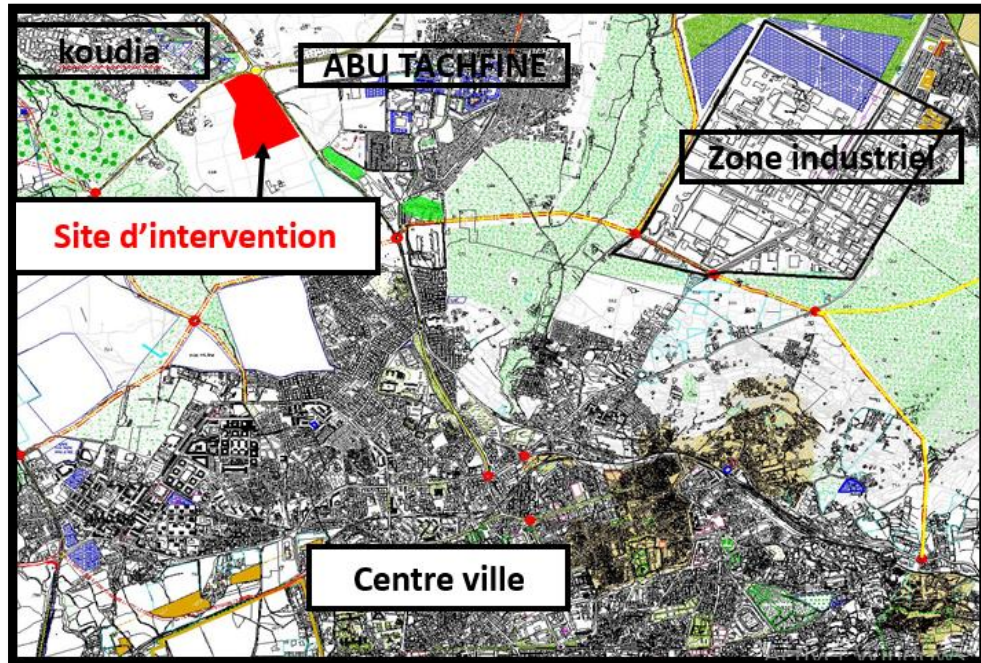 koudia
ABU TACHFINE
Zone industriel
Site d’intervention
Centre ville